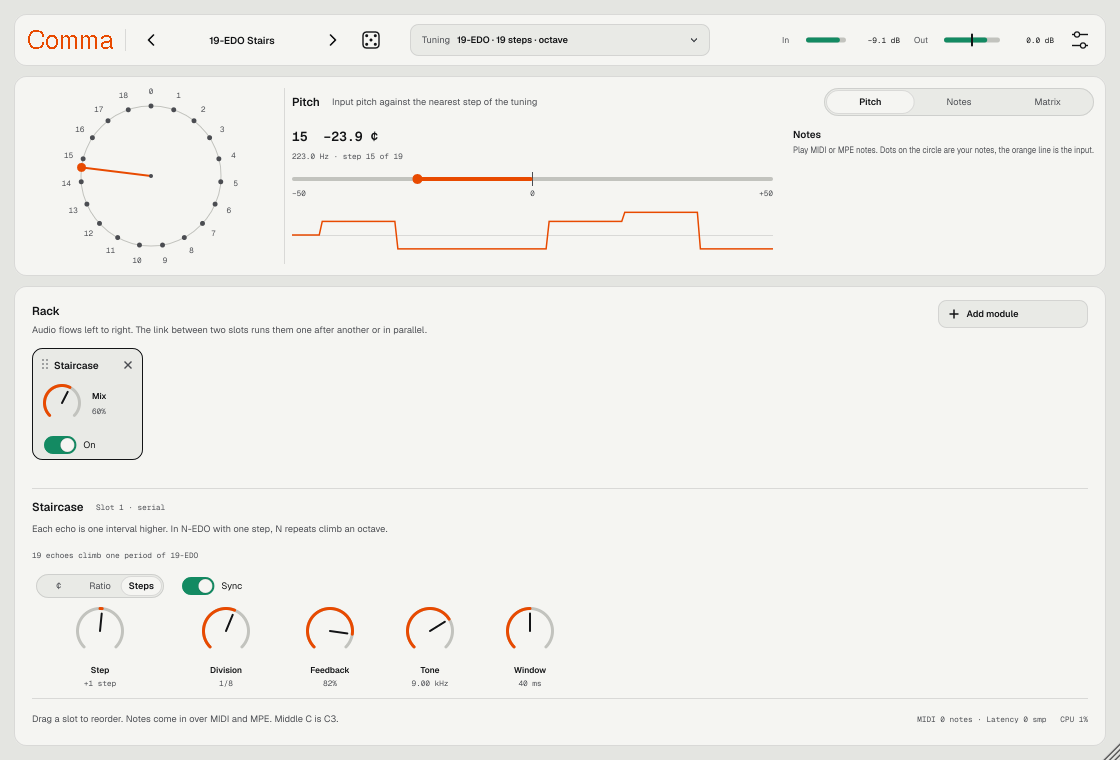 Comma
19-EDO Stairs
Tuning 19-EDO · 19 steps · octave
In -9.1 dB Out 0.0 dB
0
1
2
3
4
5
6
7
8
9
10
11
12
13
14
15
16
17
18
Pitch Input pitch against the nearest step of the tuning
15 -23.9 ¢
223.0 Hz · step 15 of 19
-50 0 +50
Pitch Notes Matrix
Notes
Play MIDI or MPE notes. Dots on the circle are your notes, the orange line is the input.
Rack
Audio flows left to right. The link between two slots runs them one after another or in parallel.
Add module
Staircase
Mix
60%
On
Staircase Slot 1 · serial
Each echo is one interval higher. In N-EDO with one step, N repeats climb an octave.
19 echoes climb one period of 19-EDO
¢ Ratio Steps Sync
Step Division Feedback Tone Window
+1 step 1/8 82% 9.00 kHz 40 ms
Drag a slot to reorder. Notes come in over MIDI and MPE. Middle C is C3.
MIDI 0 notes · Latency 0 smp CPU 1%